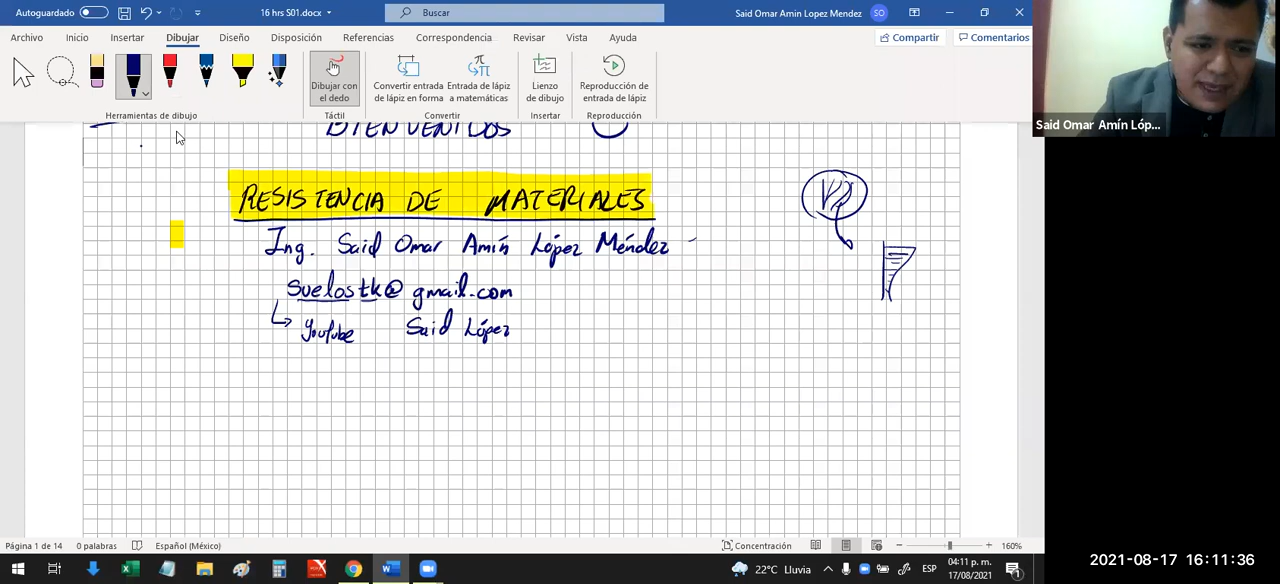 Autoguardado 16 hrs S01.docx Buscar Said Omar Amin Lopez Mendez SO
Archivo Inicio Insertar Dibujar Diseño Disposición Referencias Correspondencia Revisar Vista Ayuda Compartir Comentarios
Dibujar con el dedo
Convertir entrada de lápiz en forma
Entrada de lápiz a matemáticas
Lienzo de dibujo
Reproducción de entrada de lápiz
Herramientas de dibujo Táctil Convertir Insertar Reproducción
Said Omar Amín Lóp...
BIENVENIDOS
RESISTENCIA DE MATERIALES
Ing. Said Omar Amín López Méndez
suelostk@gmail.com
Youtube Said López
Página 1 de 14 0 palabras Español (México) Concentración 160%
22°C Lluvia ESP 04:11 p. m.
17/08/2021 1
2021-08-17 16:11:36